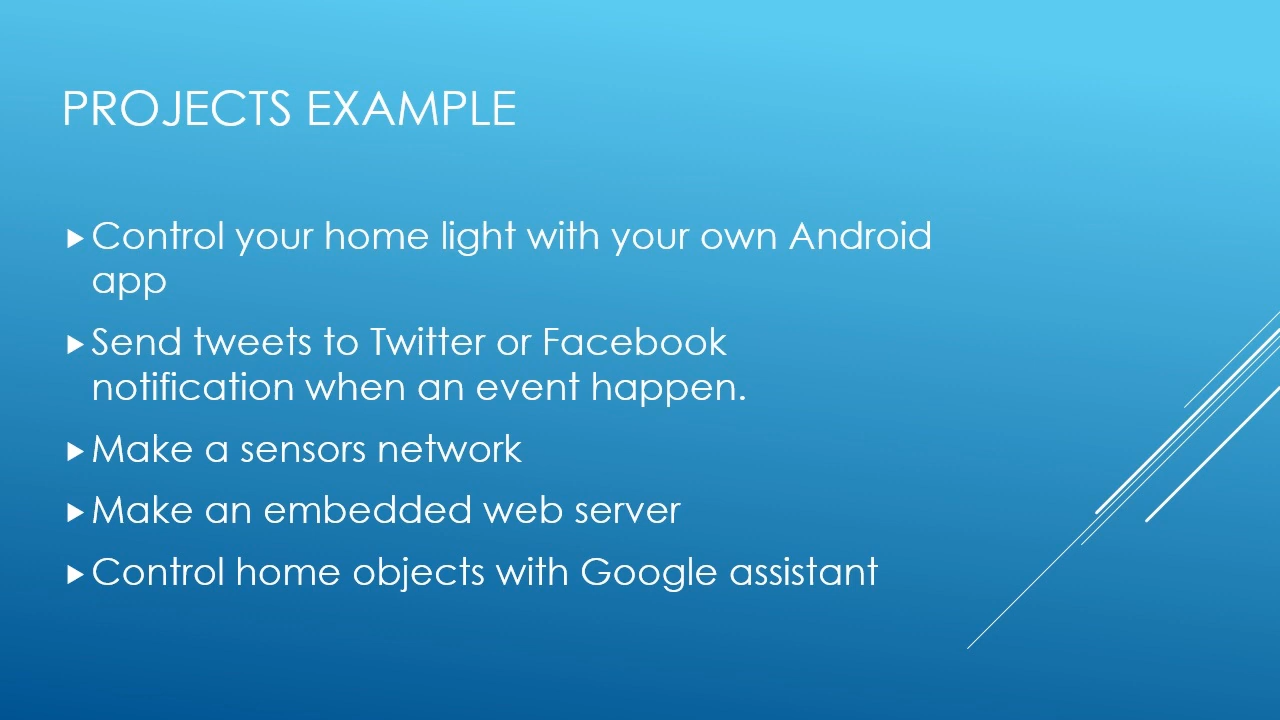 PROJECTS EXAMPLE
Control your home light with your own Android
app
Send tweets to Twitter or Facebook
notification when an event happen.
Make a sensors network
Make an embedded web server
Control home objects with Google assistant